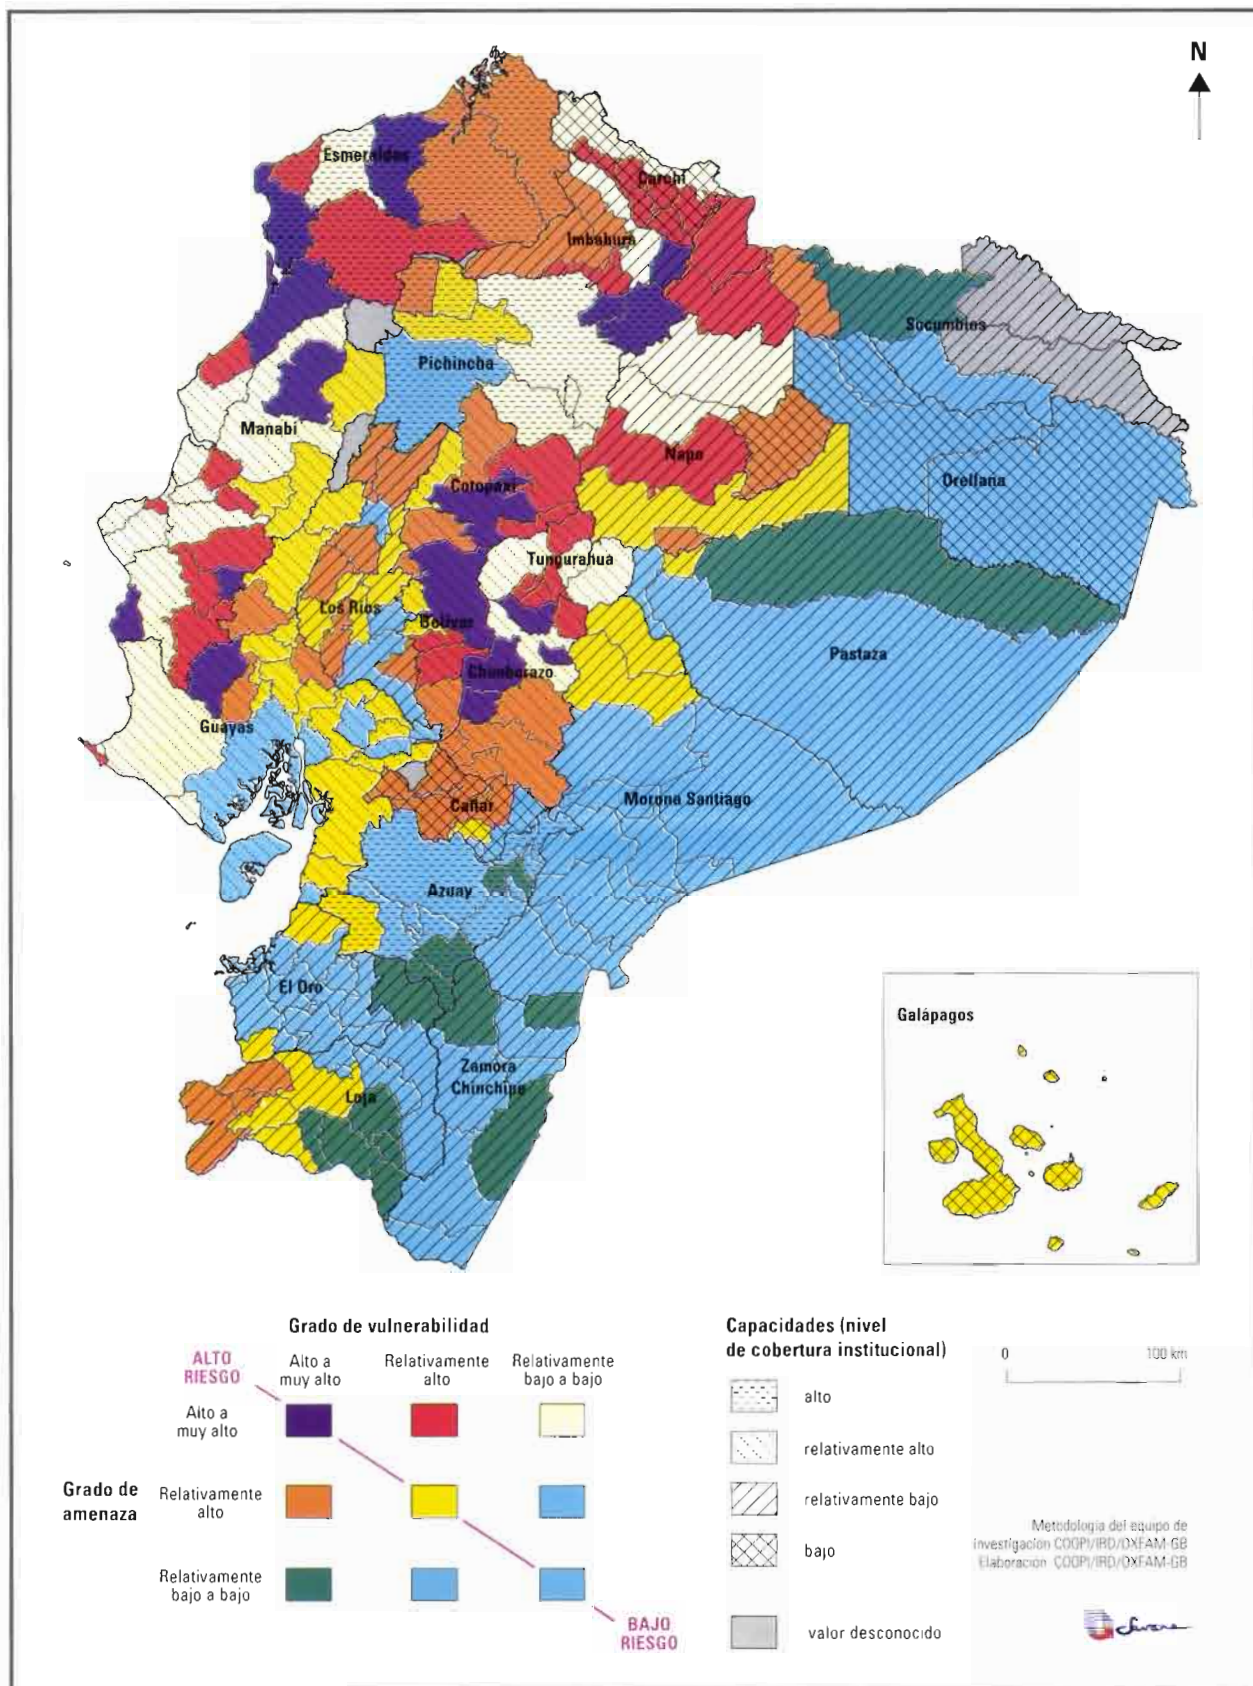 N
Esmeraldas
Carchi
Imbabura
Socumbios
Pichincha
Manabí
Napo
Cotopaxi
Orellana
Tungurahua
Los Ríos
Bolívar
Pastaza
Chimborazo
Guayas
Morona Santiago
Cañar
Azuay
El Oro
Galápagos
Zamora
Chinchipe
Loja
Grado de vulnerabilidad
ALTO
RIESGO
Alto a
muy alto
Relativamente
alto
Relativamente
bajo a bajo
Alto a
muy alto
Grado de
amenaza
Relativamente
alto
Relativamente
bajo a bajo
BAJO
RIESGO
Capacidades (nivel
de cobertura institucional)
alto
relativamente alto
relativamente bajo
bajo
valor desconocido
0 100 km
Metodología del equipo de
investigación COOPI/IRD/OXFAM-GB
Elaboración COOPI/IRD/OXFAM-GB